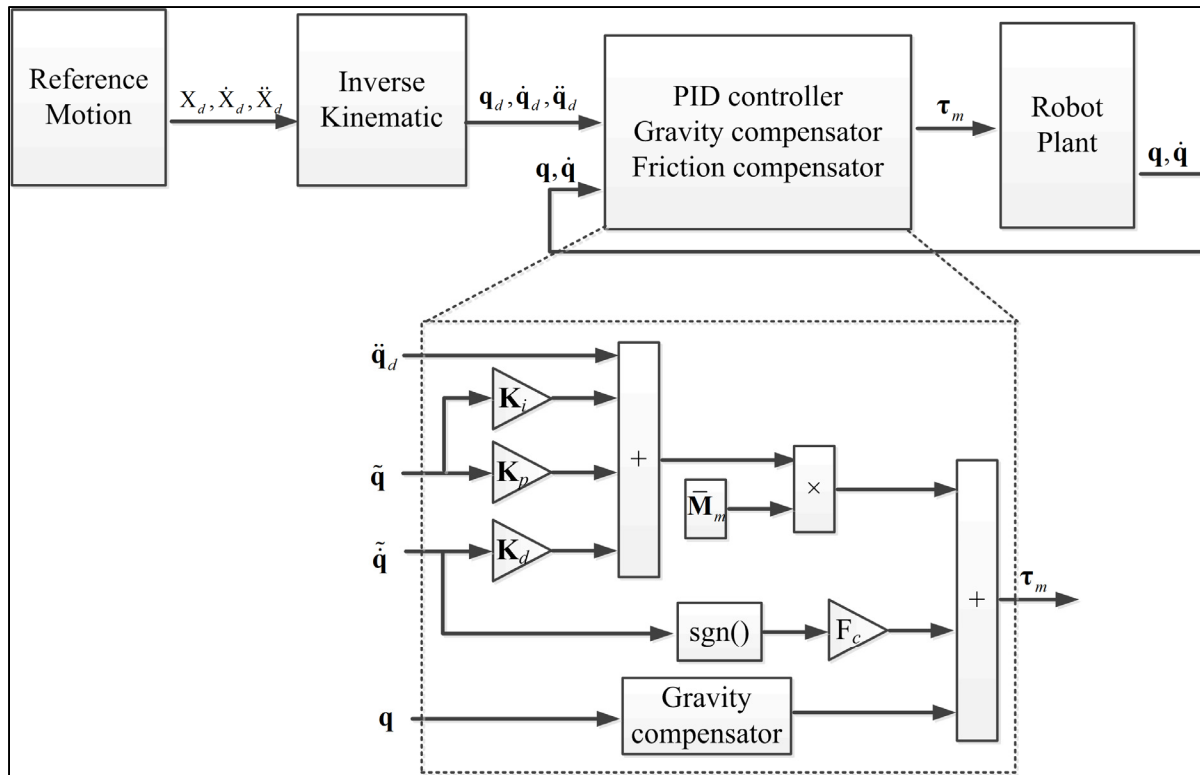 Reference
Motion
Ẋ_d, Ẋ_d, Ẍ_d
Inverse
Kinematic
q_d, q̇_d, q̈_d
q, q̇
PID controller
Gravity compensator
Friction compensator
τ_m
Robot
Plant
q, q̇
q̈_d
K_i
q̃
K_p
+
M̄_m
×
q̇̃
K_d
τ_m
+
sgn()
F_c
q
Gravity
compensator